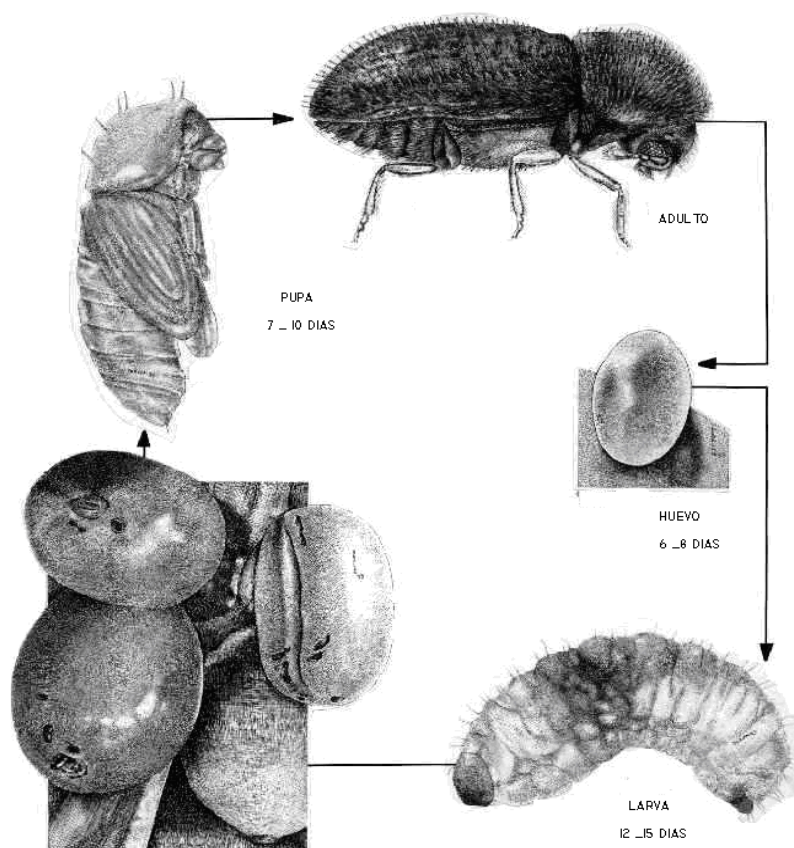 ADULTO
PUPA
7 _ 10 DIAS
HUEVO
6 _8 DIAS
LARVA
12 _15 DIAS